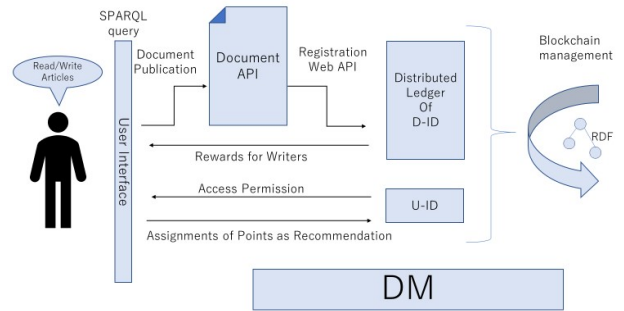 SPARQL
query
Read/Write
Articles
User Interface
Document
Publication
Document
API
Registration
Web API
Distributed
Ledger
Of
D-ID
Rewards for Writers
Access Permission
U-ID
Assignments of Points as Recommendation
Blockchain
management
RDF
DM